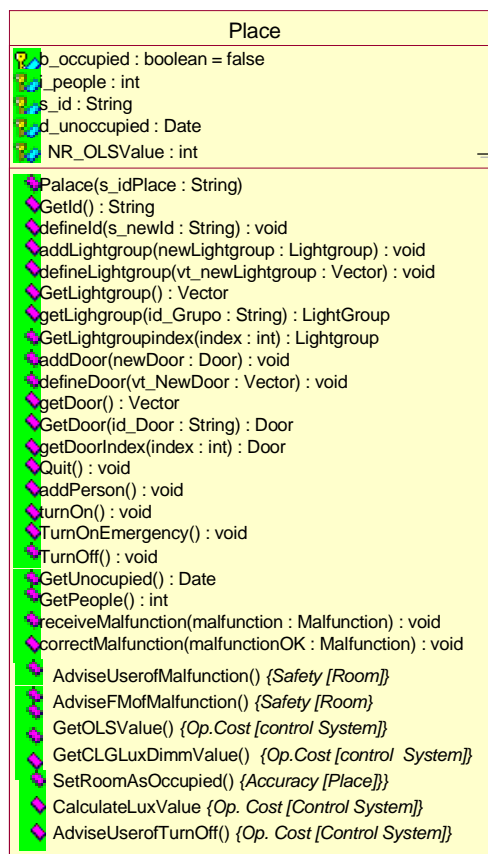 Place
b_occupied : boolean = false
i_people : int
s_id : String
d_unoccupied : Date
NR_OLSValue : int
Palace(s_idPlace : String)
GetId() : String
defineId(s_newId : String) : void
addLightgroup(newLightgroup : Lightgroup) : void
defineLightgroup(vt_newLightgroup : Vector) : void
GetLightgroup() : Vector
getLighgroup(id_Grupo : String) : LightGroup
GetLightgroupindex(index : int) : Lightgroup
addDoor(newDoor : Door) : void
defineDoor(vt_NewDoor : Vector) : void
getDoor() : Vector
GetDoor(id_Door : String) : Door
getDoorIndex(index : int) : Door
Quit() : void
addPerson() : void
turnOn() : void
TurnOnEmergency() : void
TurnOff() : void
GetUnocupied() : Date
GetPeople() : int
receiveMalfunction(malfunction : Malfunction) : void
correctMalfunction(malfunctionOK : Malfunction) : void
AdviseUserofMalfunction() {Safety [Room]}
AdviseFMofMalfunction() {Safety [Room}
GetOLSValue() {Op.Cost [control System]}
GetCLGLuxDimmValue() {Op.Cost [control System]}
SetRoomAsOccupied() {Accuracy [Place]}}
CalculateLuxValue {Op. Cost [Control System]}
AdviseUserofTurnOff() {Op. Cost [Control System]}